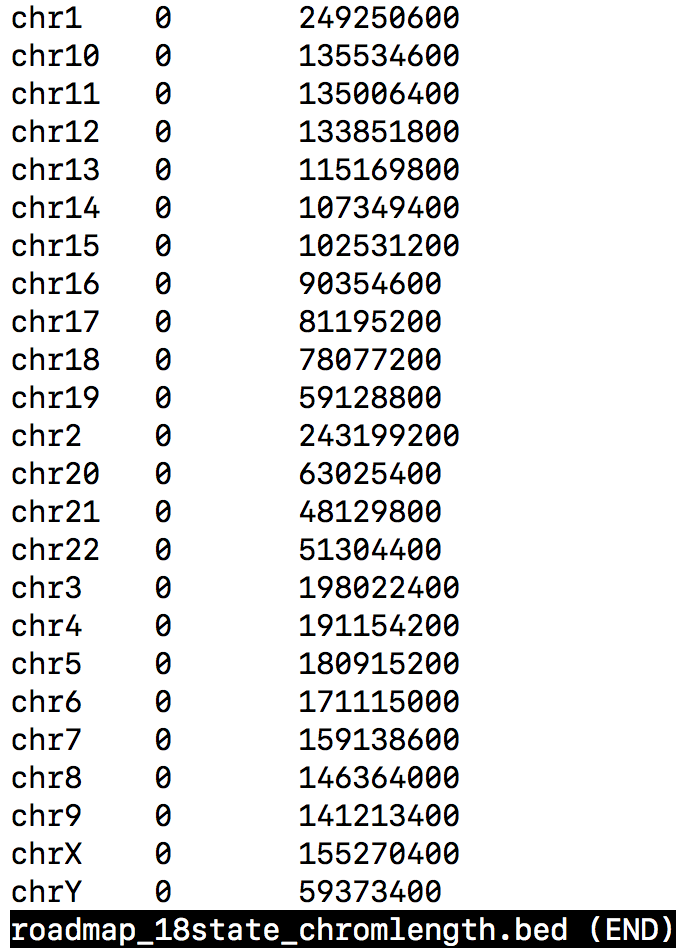 chr1 0 249250600
chr10 0 135534600
chr11 0 135006400
chr12 0 133851800
chr13 0 115169800
chr14 0 107349400
chr15 0 102531200
chr16 0 90354600
chr17 0 81195200
chr18 0 78077200
chr19 0 59128800
chr2 0 243199200
chr20 0 63025400
chr21 0 48129800
chr22 0 51304400
chr3 0 198022400
chr4 0 191154200
chr5 0 180915200
chr6 0 171115000
chr7 0 159138600
chr8 0 146364000
chr9 0 141213400
chrX 0 155270400
chrY 0 59373400
roadmap_18state_chromlength.bed (END)